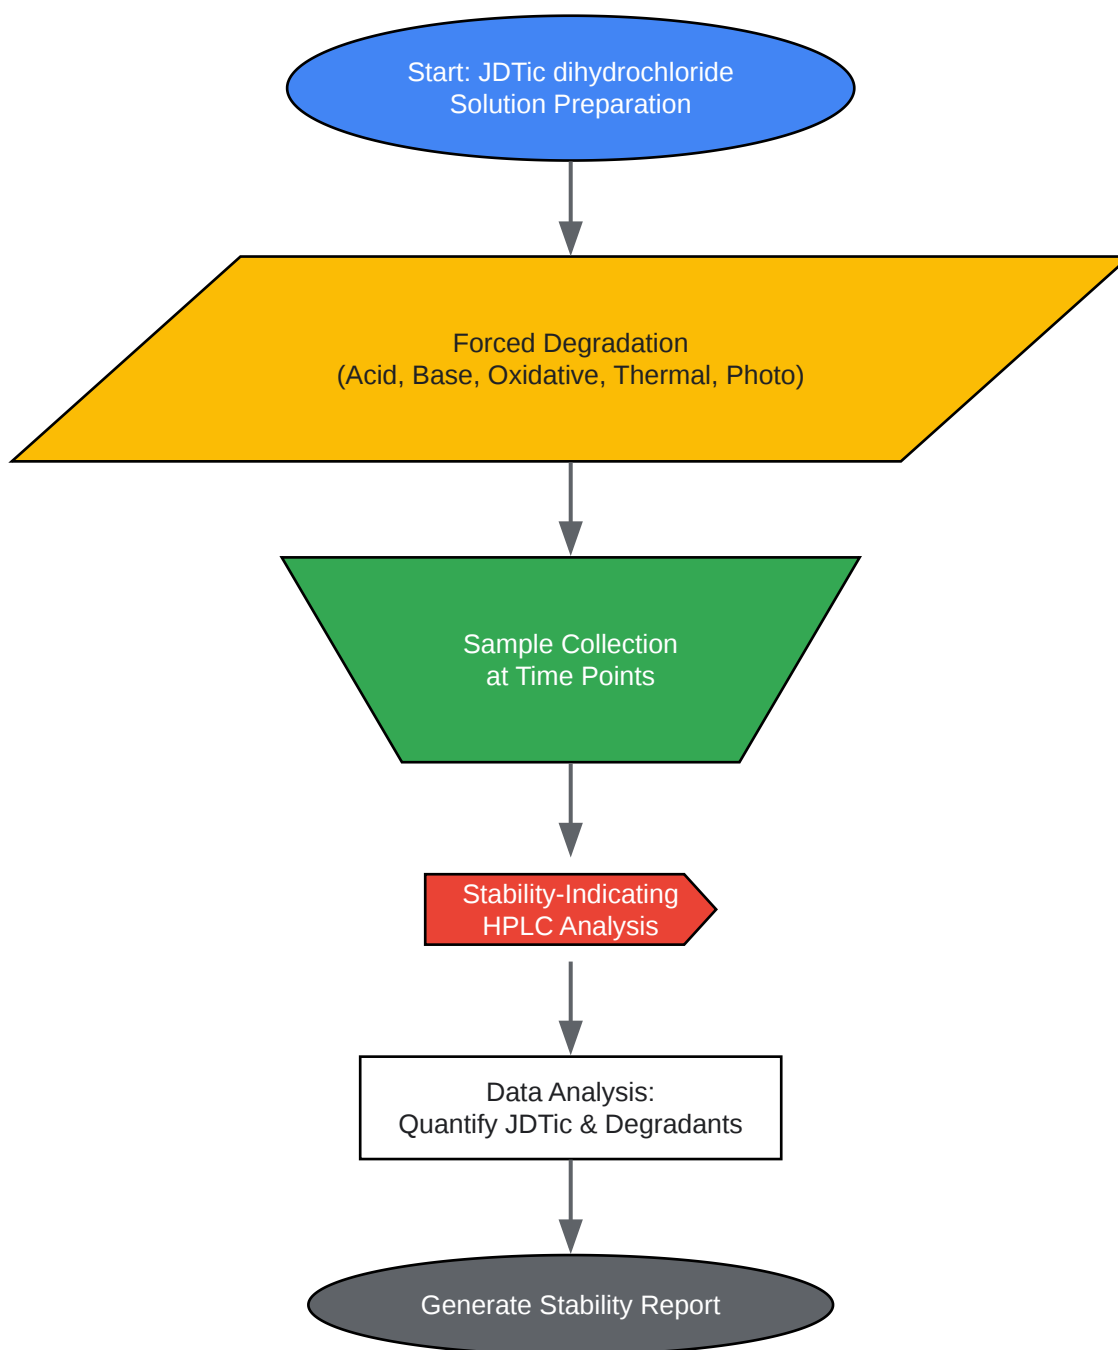 Start: JDTic dihydrochloride
Solution Preparation
Forced Degradation
(Acid, Base, Oxidative, Thermal, Photo)
Sample Collection
at Time Points
Stability-Indicating
HPLC Analysis
Data Analysis:
Quantify JDTic & Degradants
Generate Stability Report